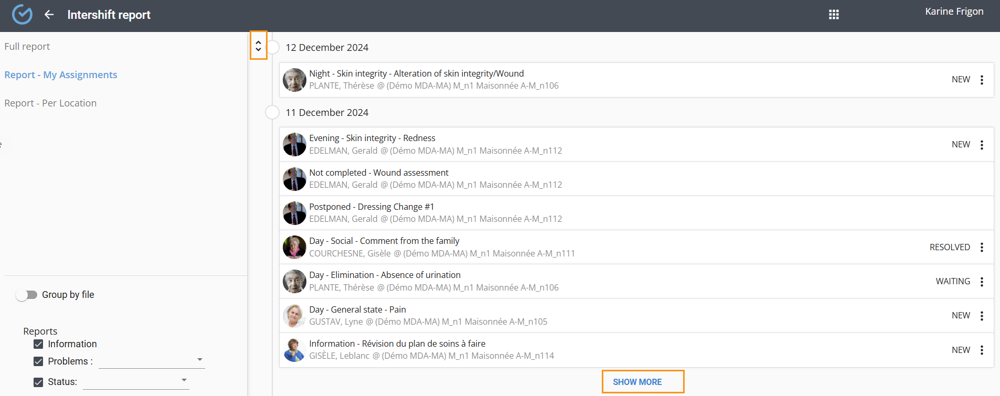 Intershift report
Karine Frigon
Full report
Report - My Assignments
Report - Per Location
Group by file
Reports
Information
Problems :
Status:
12 December 2024
Night - Skin integrity - Alteration of skin integrity/Wound
PLANTE, Thérèse @ (Démo MDA-MA) M_n1 Maisonnée A-M_n106
NEW
11 December 2024
Evening - Skin integrity - Redness
EDELMAN, Gerald @ (Démo MDA-MA) M_n1 Maisonnée A-M_n112
NEW
Not completed - Wound assessment
EDELMAN, Gerald @ (Démo MDA-MA) M_n1 Maisonnée A-M_n112
Postponed - Dressing Change #1
EDELMAN, Gerald @ (Démo MDA-MA) M_n1 Maisonnée A-M_n112
Day - Social - Comment from the family
COURCHESNE, Gisèle @ (Démo MDA-MA) M_n1 Maisonnée A-M_n111
RESOLVED
Day - Elimination - Absence of urination
PLANTE, Thérèse @ (Démo MDA-MA) M_n1 Maisonnée A-M_n106
WAITING
Day - General state - Pain
GUSTAV, Lyne @ (Démo MDA-MA) M_n1 Maisonnée A-M_n105
NEW
Information - Révision du plan de soins à faire
GISÈLE, Leblanc @ (Démo MDA-MA) M_n1 Maisonnée A-M_n114
NEW
SHOW MORE